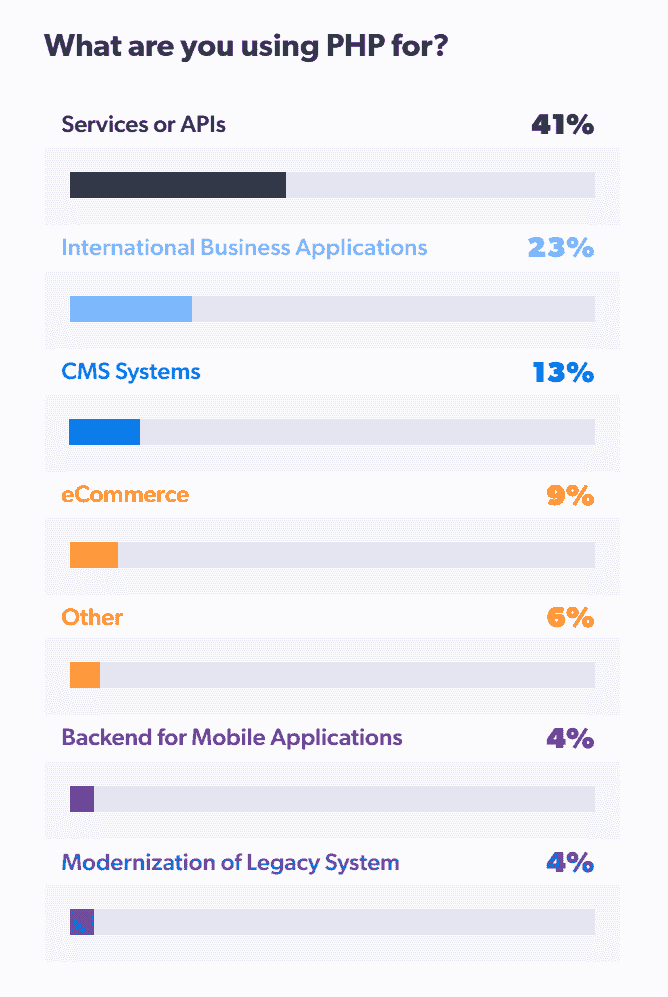 What are you using PHP for?
Services or APIs 41%
International Business Applications 23%
CMS Systems 13%
eCommerce 9%
Other 6%
Backend for Mobile Applications 4%
Modernization of Legacy System 4%